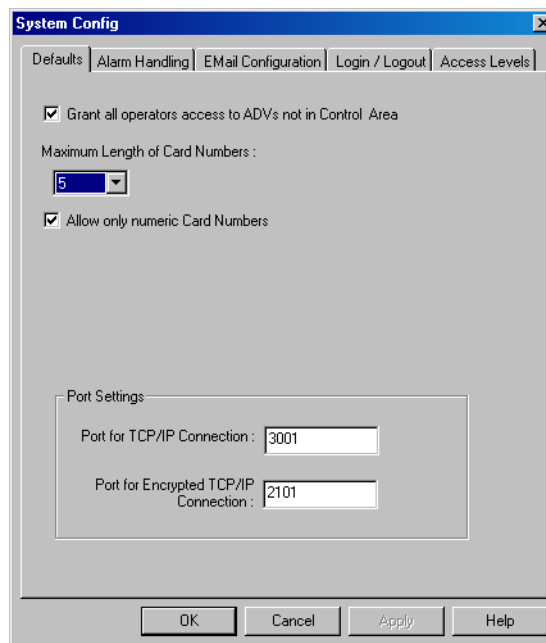 System Config
Defaults Alarm Handling EMail Configuration Login / Logout Access Levels
Grant all operators access to ADVs not in Control Area
Maximum Length of Card Numbers :
5
Allow only numeric Card Numbers
Port Settings
Port for TCP/IP Connection : 3001
Port for Encrypted TCP/IP
Connection : 2101
OK Cancel Apply Help